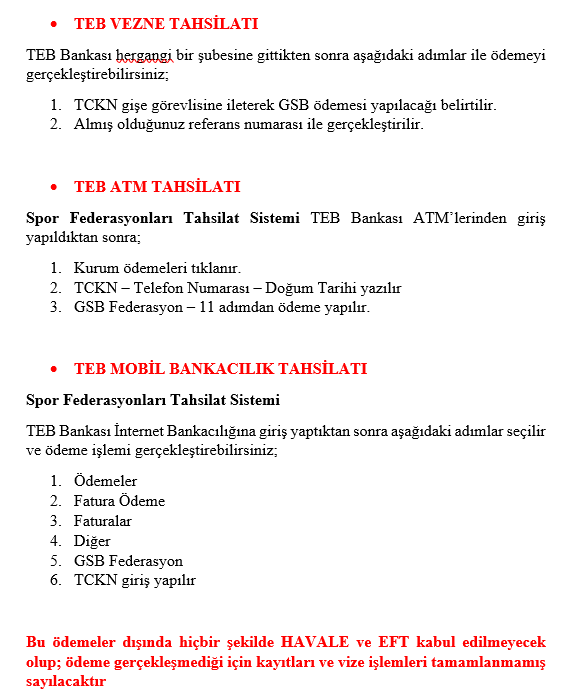 • TEB VEZNE TAHSİLATI
TEB Bankası hergangi bir şubesine gittikten sonra aşağıdaki adımlar ile ödemeyi
gerçekleştirebilirsiniz;
1. TCKN gişe görevlisine ileterek GSB ödemesi yapılacağı belirtilir.
2. Almış olduğunuz referans numarası ile gerçekleştirilir.
• TEB ATM TAHSİLATI
Spor Federasyonları Tahsilat Sistemi TEB Bankası ATM’lerinden giriş
yapıldıktan sonra;
1. Kurum ödemeleri tıklanır.
2. TCKN – Telefon Numarası – Doğum Tarihi yazılır
3. GSB Federasyon – 11 adımdan ödeme yapılır.
• TEB MOBİL BANKACILIK TAHSİLATI
Spor Federasyonları Tahsilat Sistemi
TEB Bankası İnternet Bankacılığına giriş yaptıktan sonra aşağıdaki adımlar seçilir
ve ödeme işlemi gerçekleştirebilirsiniz;
1. Ödemeler
2. Fatura Ödeme
3. Faturalar
4. Diğer
5. GSB Federasyon
6. TCKN giriş yapılır
Bu ödemeler dışında hiçbir şekilde HAVALE ve EFT kabul edilmeyecek
olup; ödeme gerçekleşmediği için kayıtları ve vize işlemleri tamamlanmamış
sayılacaktır